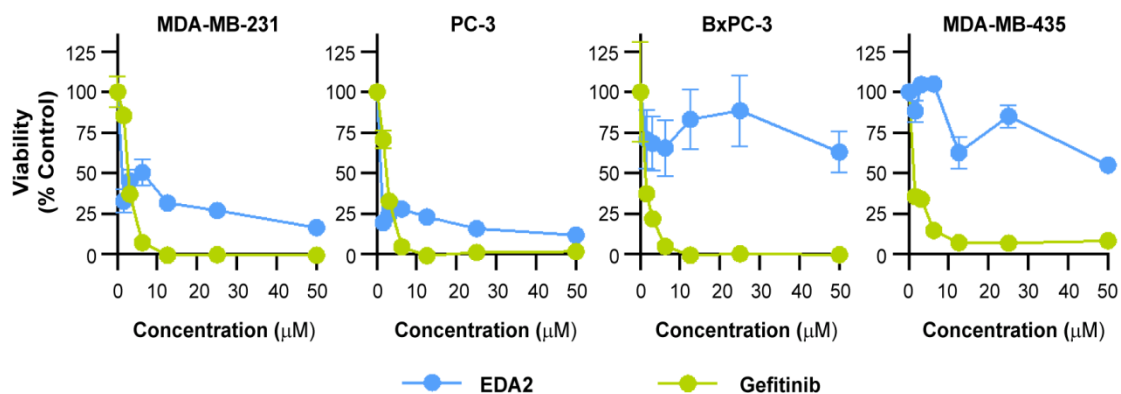 MDA-MB-231 PC-3 BxPC-3 MDA-MB-435
Viability
(% Control)
125 125 125 125
100 100 100 100
75 75 75 75
50 50 50 50
25 25 25 25
0 0 0 0
0 10 20 30 40 50 0 10 20 30 40 50 0 10 20 30 40 50 0 10 20 30 40 50
Concentration (μM) Concentration (μM) Concentration (μM) Concentration (μM)
EDA2 Gefitinib